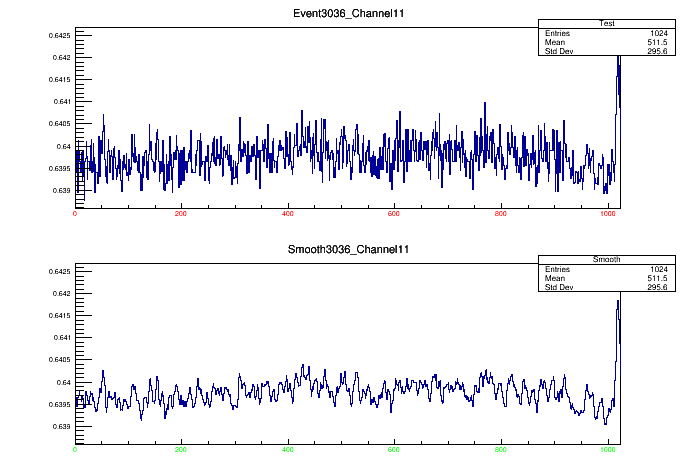 Event3036_Channel11
Test
Entries 1024
Mean 511.5
Std Dev 295.6
0.6425
0.642
0.6415
0.641
0.6405
0.64
0.6395
0.639
0 200 400 600 800 1000
Smooth3036_Channel11
Smooth
Entries 1024
Mean 511.5
Std Dev 295.6
0.6425
0.642
0.6415
0.641
0.6405
0.64
0.6395
0.639
0 200 400 600 800 1000